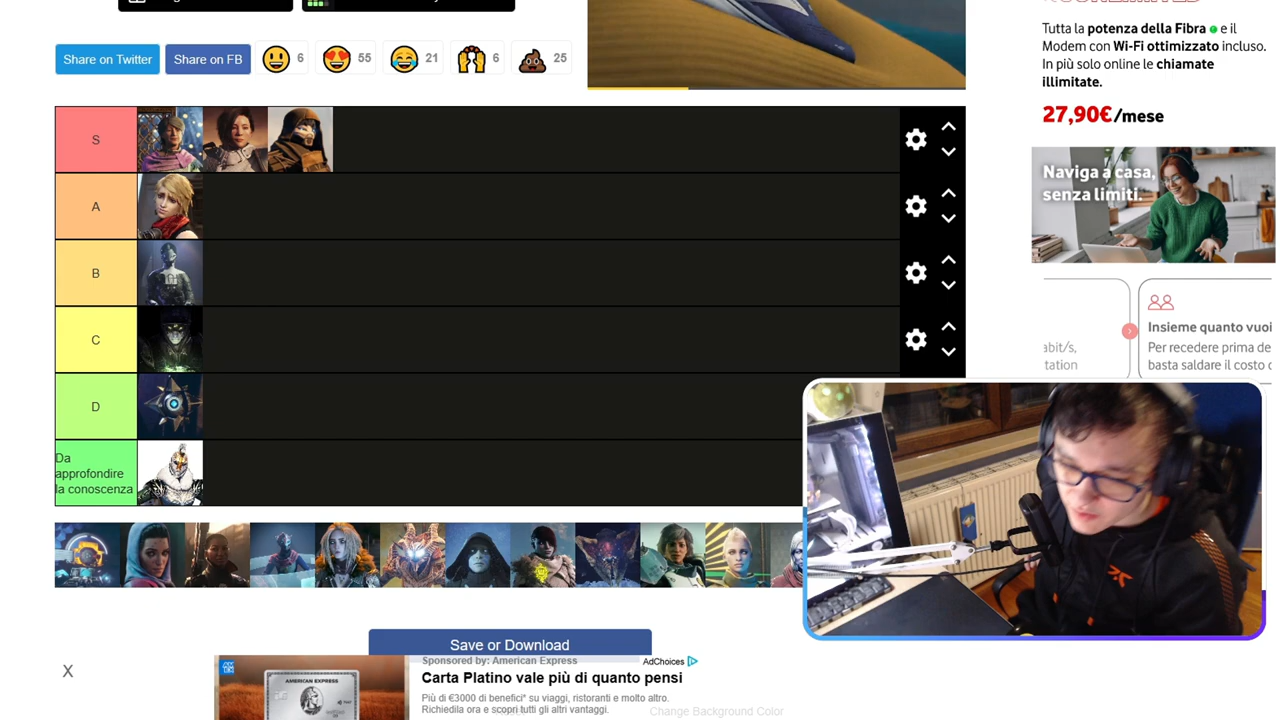 Share on Twitter
Share on FB
6
55
21
6
25
Tutta la potenza della Fibra e il
Modem con Wi-Fi ottimizzato incluso.
In più solo online le chiamate
illimitate.
27,90€/mese
Naviga a casa,
senza limiti.
Insieme quanto vuoi
Per recedere prima de
basta saldare il costo d
abit/s,
tation
S
A
B
C
D
Da
approfondire
la conoscenza
Save or Download
X
Sponsored by: American Express
AdChoices
Carta Platino vale più di quanto pensi
Più di €3000 di benefici* su viaggi, ristoranti e molto altro.
Richiedila ora e scopri tutti gli altri vantaggi.
AMERICAN EXPRESS
Change Background Color